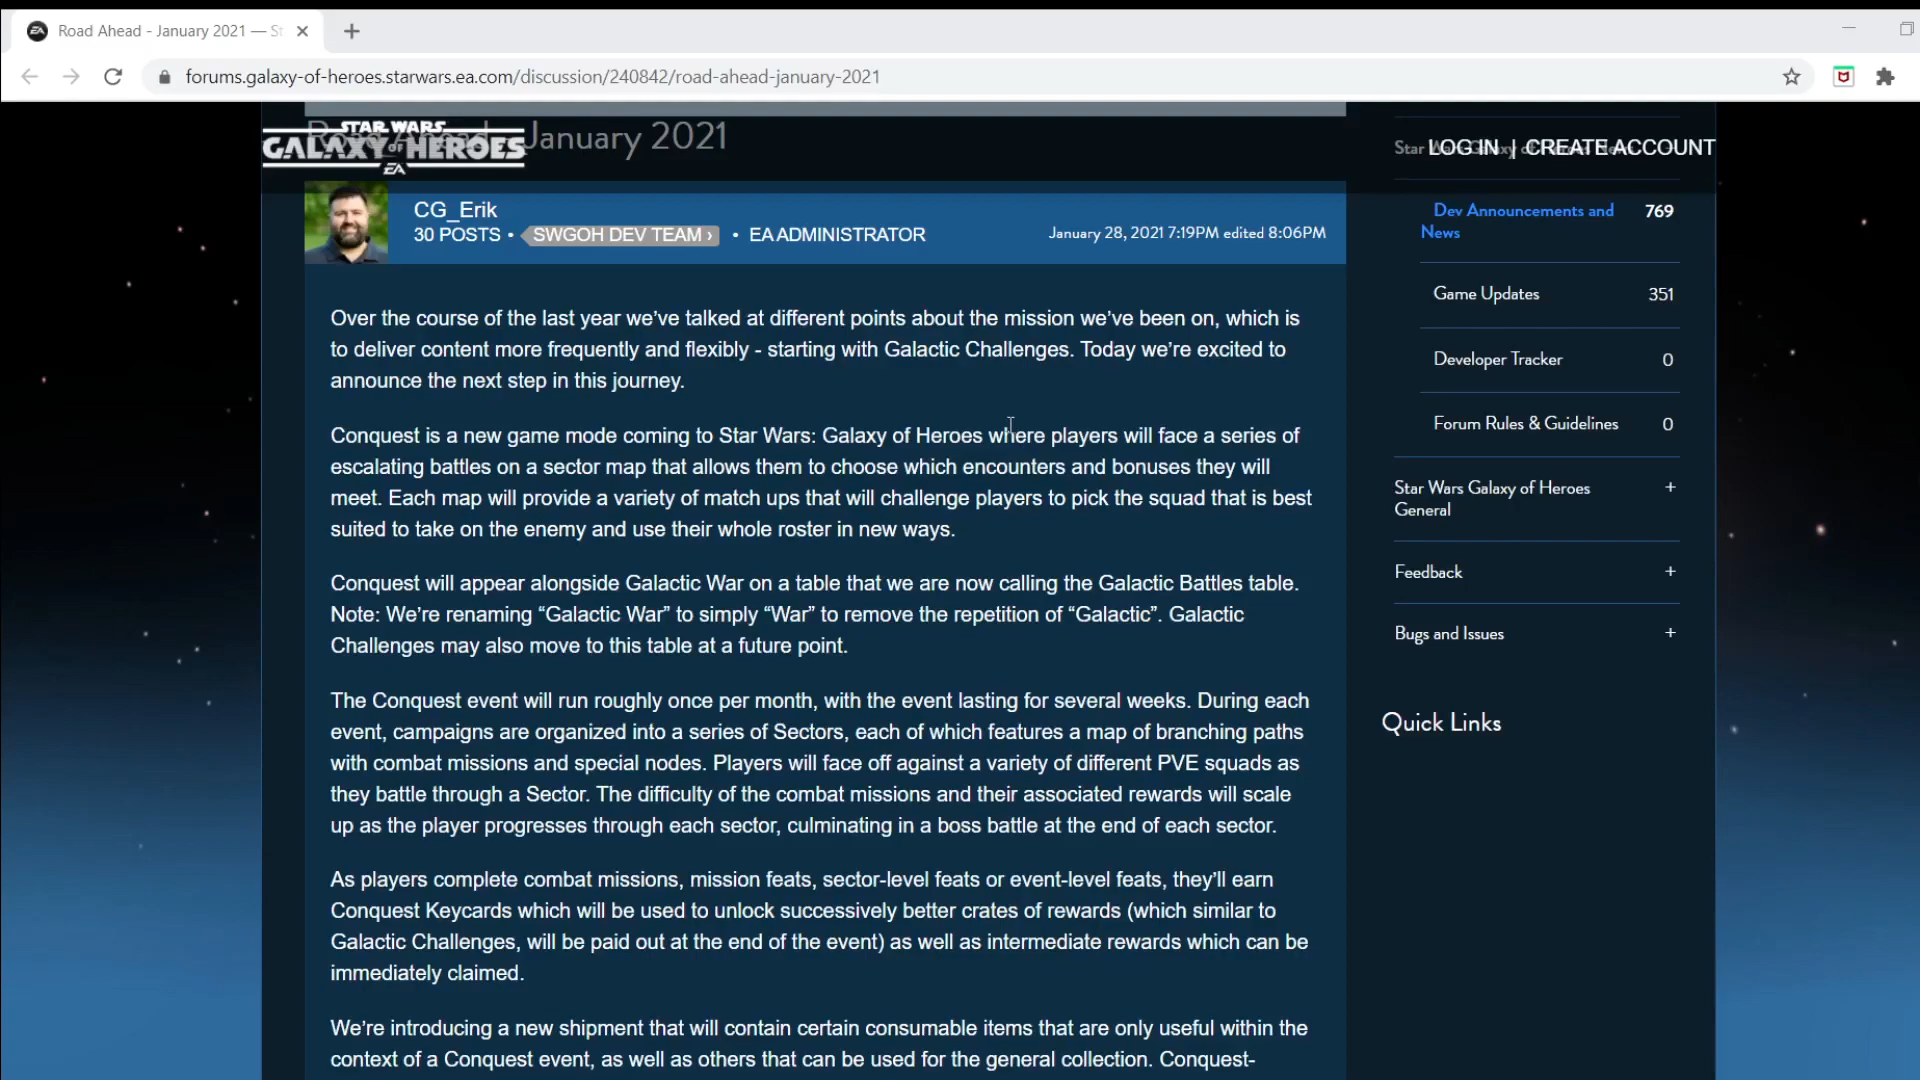 Road Ahead - January 2021 — St
forums.galaxy-of-heroes.starwars.ea.com/discussion/240842/road-ahead-january-2021
STAR WARS
GALAXY OF HEROES
EA
January 2021
LOG IN | CREATE ACCOUNT
CG_Erik
30 POSTS • SWGOH DEV TEAM › • EA ADMINISTRATOR
January 28, 2021 7:19PM edited 8:06PM
Over the course of the last year we’ve talked at different points about the mission we’ve been on, which is
to deliver content more frequently and flexibly - starting with Galactic Challenges. Today we’re excited to
announce the next step in this journey.
Conquest is a new game mode coming to Star Wars: Galaxy of Heroes where players will face a series of
escalating battles on a sector map that allows them to choose which encounters and bonuses they will
meet. Each map will provide a variety of match ups that will challenge players to pick the squad that is best
suited to take on the enemy and use their whole roster in new ways.
Conquest will appear alongside Galactic War on a table that we are now calling the Galactic Battles table.
Note: We’re renaming “Galactic War” to simply “War” to remove the repetition of “Galactic”. Galactic
Challenges may also move to this table at a future point.
The Conquest event will run roughly once per month, with the event lasting for several weeks. During each
event, campaigns are organized into a series of Sectors, each of which features a map of branching paths
with combat missions and special nodes. Players will face off against a variety of different PVE squads as
they battle through a Sector. The difficulty of the combat missions and their associated rewards will scale
up as the player progresses through each sector, culminating in a boss battle at the end of each sector.
As players complete combat missions, mission feats, sector-level feats or event-level feats, they’ll earn
Conquest Keycards which will be used to unlock successively better crates of rewards (which similar to
Galactic Challenges, will be paid out at the end of the event) as well as intermediate rewards which can be
immediately claimed.
We’re introducing a new shipment that will contain certain consumable items that are only useful within the
context of a Conquest event, as well as others that can be used for the general collection. Conquest-
Star
Dev Announcements and
News
769
Game Updates 351
Developer Tracker 0
Forum Rules & Guidelines 0
Star Wars Galaxy of Heroes
General
+
Feedback +
Bugs and Issues +
Quick Links